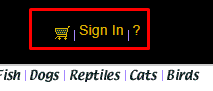 | Sign In | ?
Fish | Dogs | Reptiles | Cats | Birds